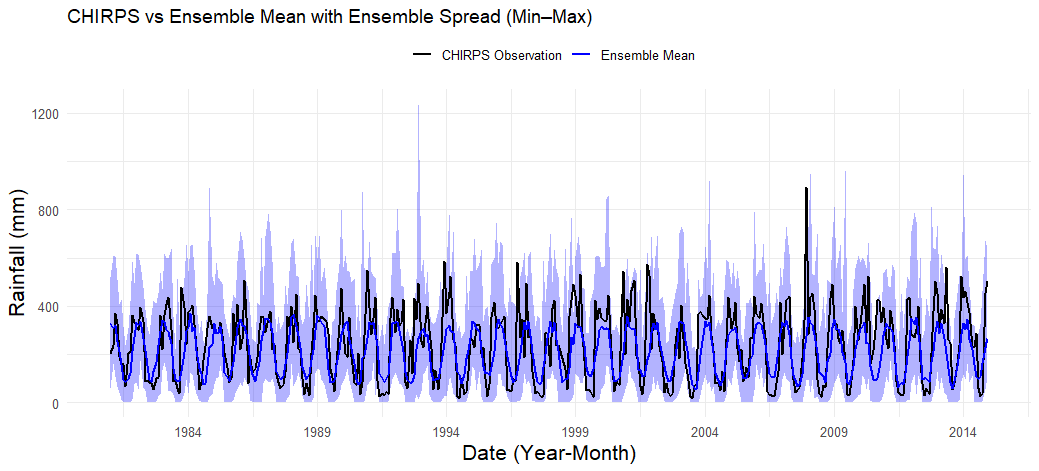 CHIRPS vs Ensemble Mean with Ensemble Spread (Min–Max)
CHIRPS Observation Ensemble Mean
Rainfall (mm)
1200
800
400
0
1984 1989 1994 1999 2004 2009 2014
Date (Year-Month)